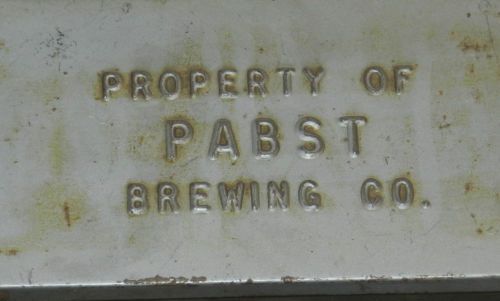 PROPERTY OF
PABST
BREWING CO.